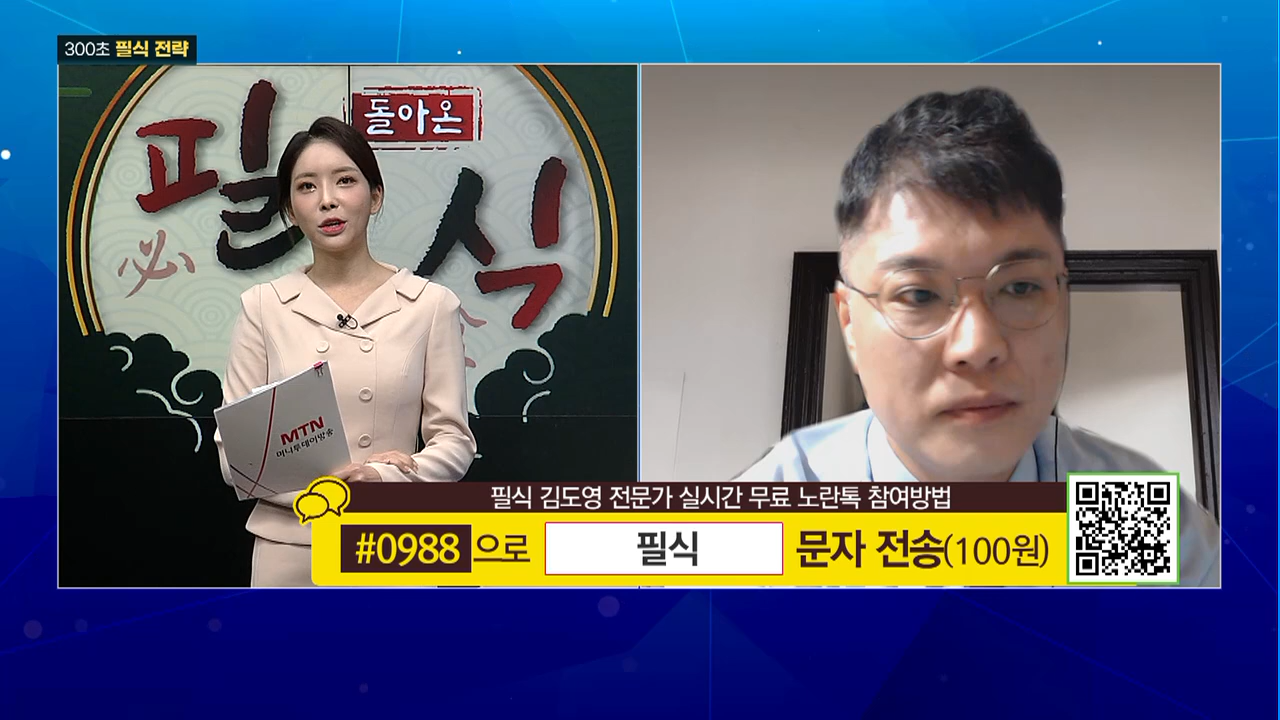 300초 필식 전략
돌아온
필식
必
MTN
머니투데이방송
필식 김도영 전문가 실시간 무료 노란톡 참여방법
#0988으로 필식 문자 전송(100원)